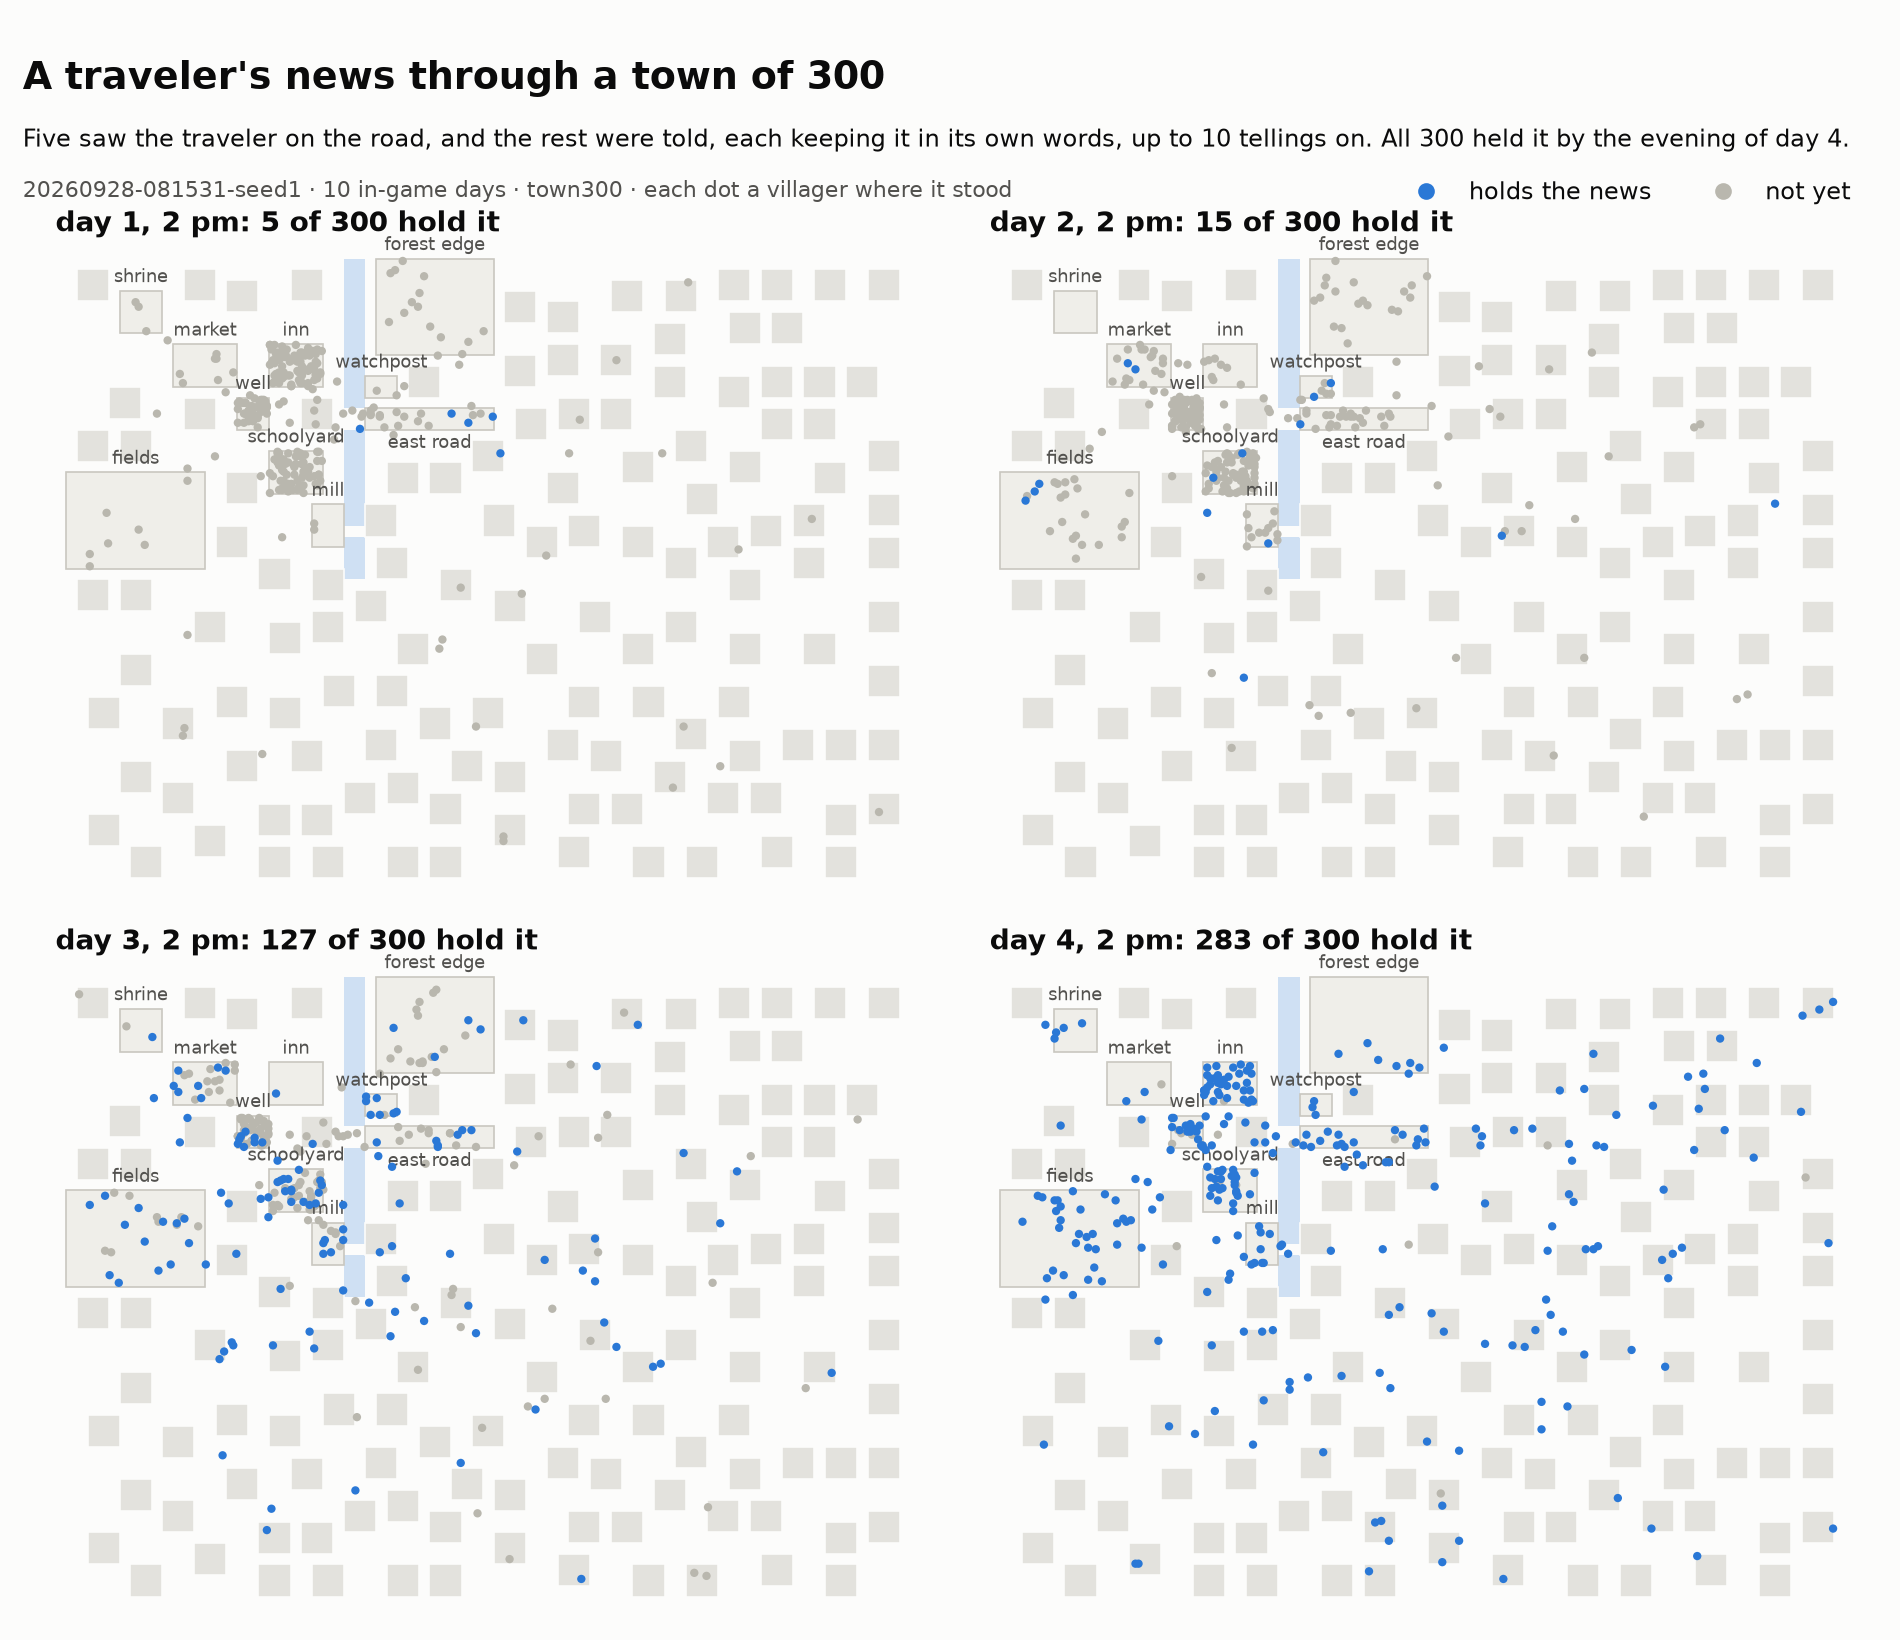 A traveler's news through a town of 300
Five saw the traveler on the road, and the rest were told, each keeping it in its own words, up to 10 tellings on. All 300 held it by the evening of day 4.
20260928-081531-seed1 · 10 in-game days · town300 · each dot a villager where it stood
holds the news
not yet
day 1, 2 pm: 5 of 300 hold it
forest edge
shrine
market
inn
watchpost
well
schoolyard
east road
fields
mill
day 2, 2 pm: 15 of 300 hold it
forest edge
shrine
market
inn
watchpost
well
schoolyard
east road
fields
mill
day 3, 2 pm: 127 of 300 hold it
forest edge
shrine
market
inn
watchpost
well
schoolyard
east road
fields
mill
day 4, 2 pm: 283 of 300 hold it
forest edge
shrine
market
inn
watchpost
well
schoolyard
east road
fields
mill